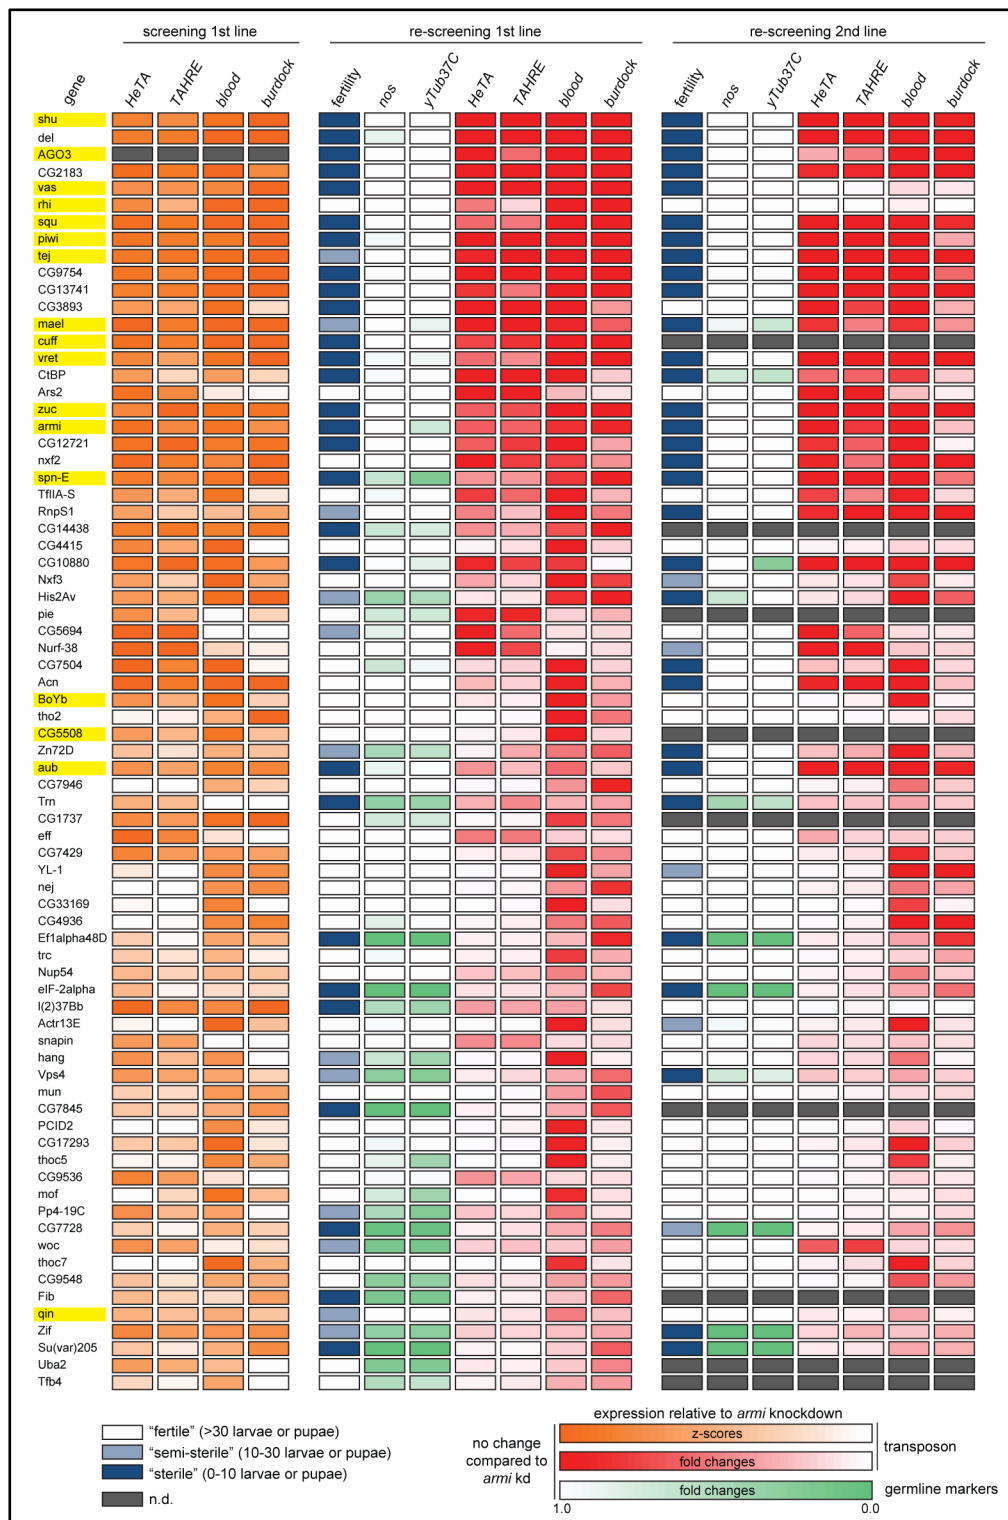 screening 1st line
re-screening 1st line
re-screening 2nd line
gene
HeTA TAHRE blood burdock
fertility nos yTub37C HeTA TAHRE blood burdock
fertility nos yTub37C HeTA TAHRE blood burdock
shu
del
AGO3
CG2183
vas
rhi
squ
piwi
tej
CG9754
CG13741
CG3893
mael
cuff
vret
CtBP
Ars2
zuc
armi
CG12721
nxf2
spn-E
TfIIA-S
RnpS1
CG14438
CG4415
CG10880
Nxf3
His2Av
pie
CG5694
Nurf-38
CG7504
Acn
BoYb
tho2
CG5508
Zn72D
aub
CG7946
Trn
CG1737
eff
CG7429
YL-1
nej
CG33169
CG4936
Ef1alpha48D
trc
Nup54
eIF-2alpha
l(2)37Bb
Actr13E
snapin
hang
Vps4
mun
CG7845
PCID2
CG17293
thoc5
CG9536
mof
Pp4-19C
CG7728
woc
thoc7
CG9548
Fib
qin
Zif
Su(var)205
Uba2
Tfb4
"fertile" (>30 larvae or pupae)
"semi-sterile" (10-30 larvae or pupae)
"sterile" (0-10 larvae or pupae)
n.d.
expression relative to armi knockdown
no change
compared to
armi kd
z-scores
fold changes
transposon
fold changes
germline markers
1.0
0.0